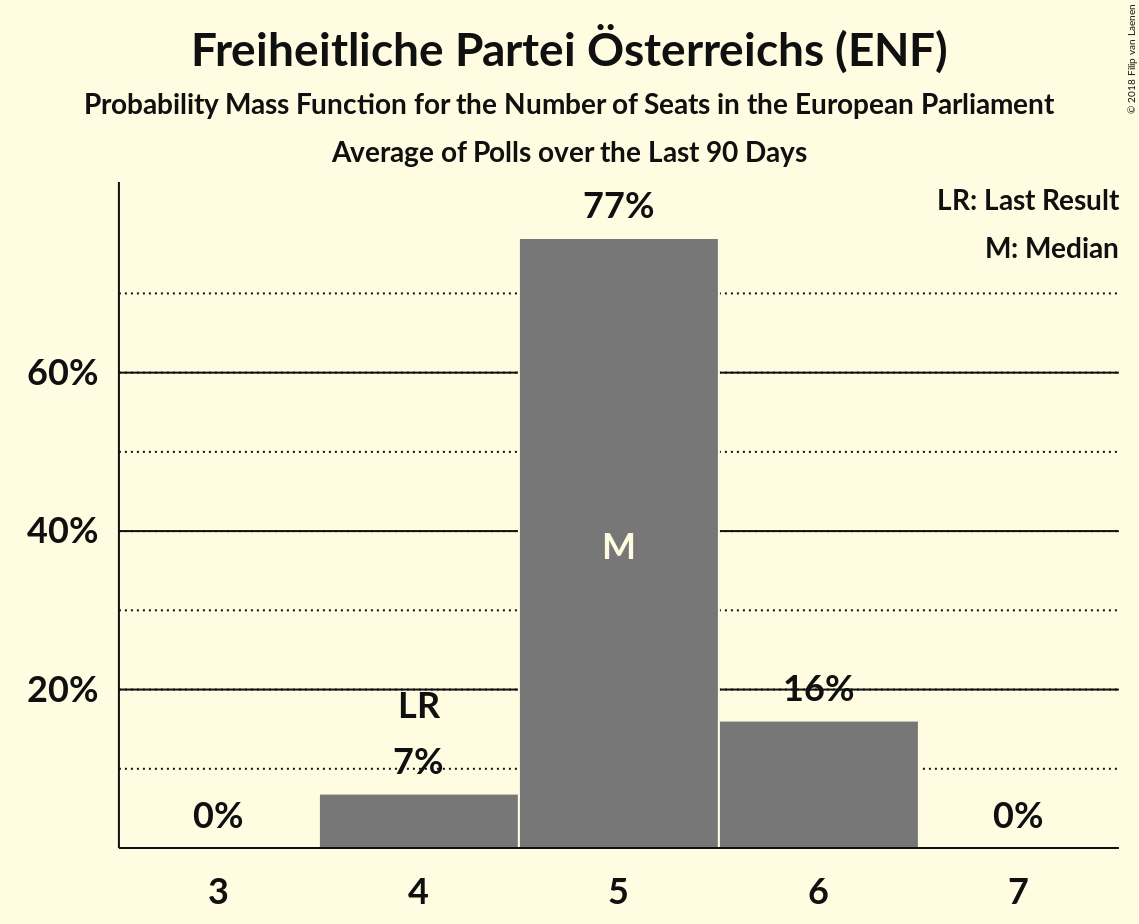 Freiheitliche Partei Österreichs (ENF)
Probability Mass Function for the Number of Seats in the European Parliament
Average of Polls over the Last 90 Days
© 2018 Filip van Laenen
LR: Last Result
M: Median
77%
60%
40%
M
20%
16%
LR
7%
0%
0%
3
4
5
6
7